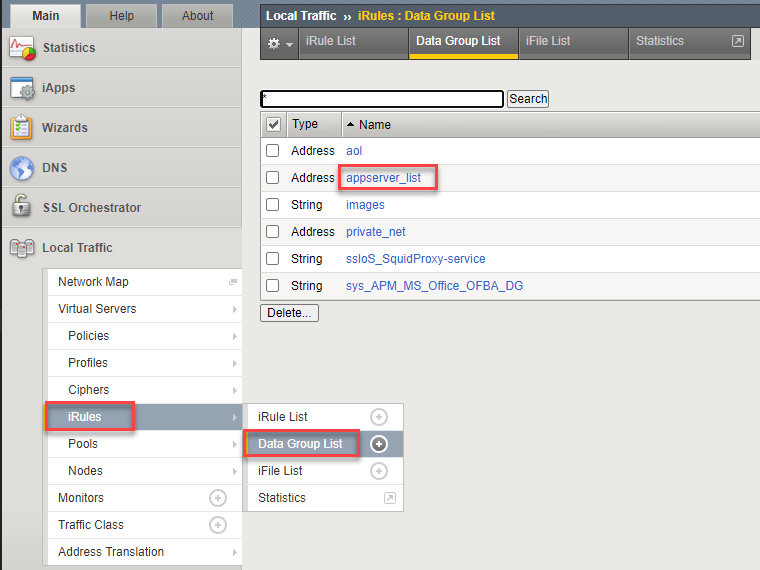 Main Help About
Statistics
iApps
Wizards
DNS
SSL Orchestrator
Local Traffic
Network Map
Virtual Servers
Policies
Profiles
Ciphers
iRules
Pools
Nodes
Monitors
Traffic Class
Address Translation
iRule List
Data Group List
iFile List
Statistics
Local Traffic ›› iRules : Data Group List
iRule List Data Group List iFile List Statistics
* Search
Type Name
Address aol
Address appserver_list
String images
Address private_net
String ssloS_SquidProxy-service
String sys_APM_MS_Office_OFBA_DG
Delete...